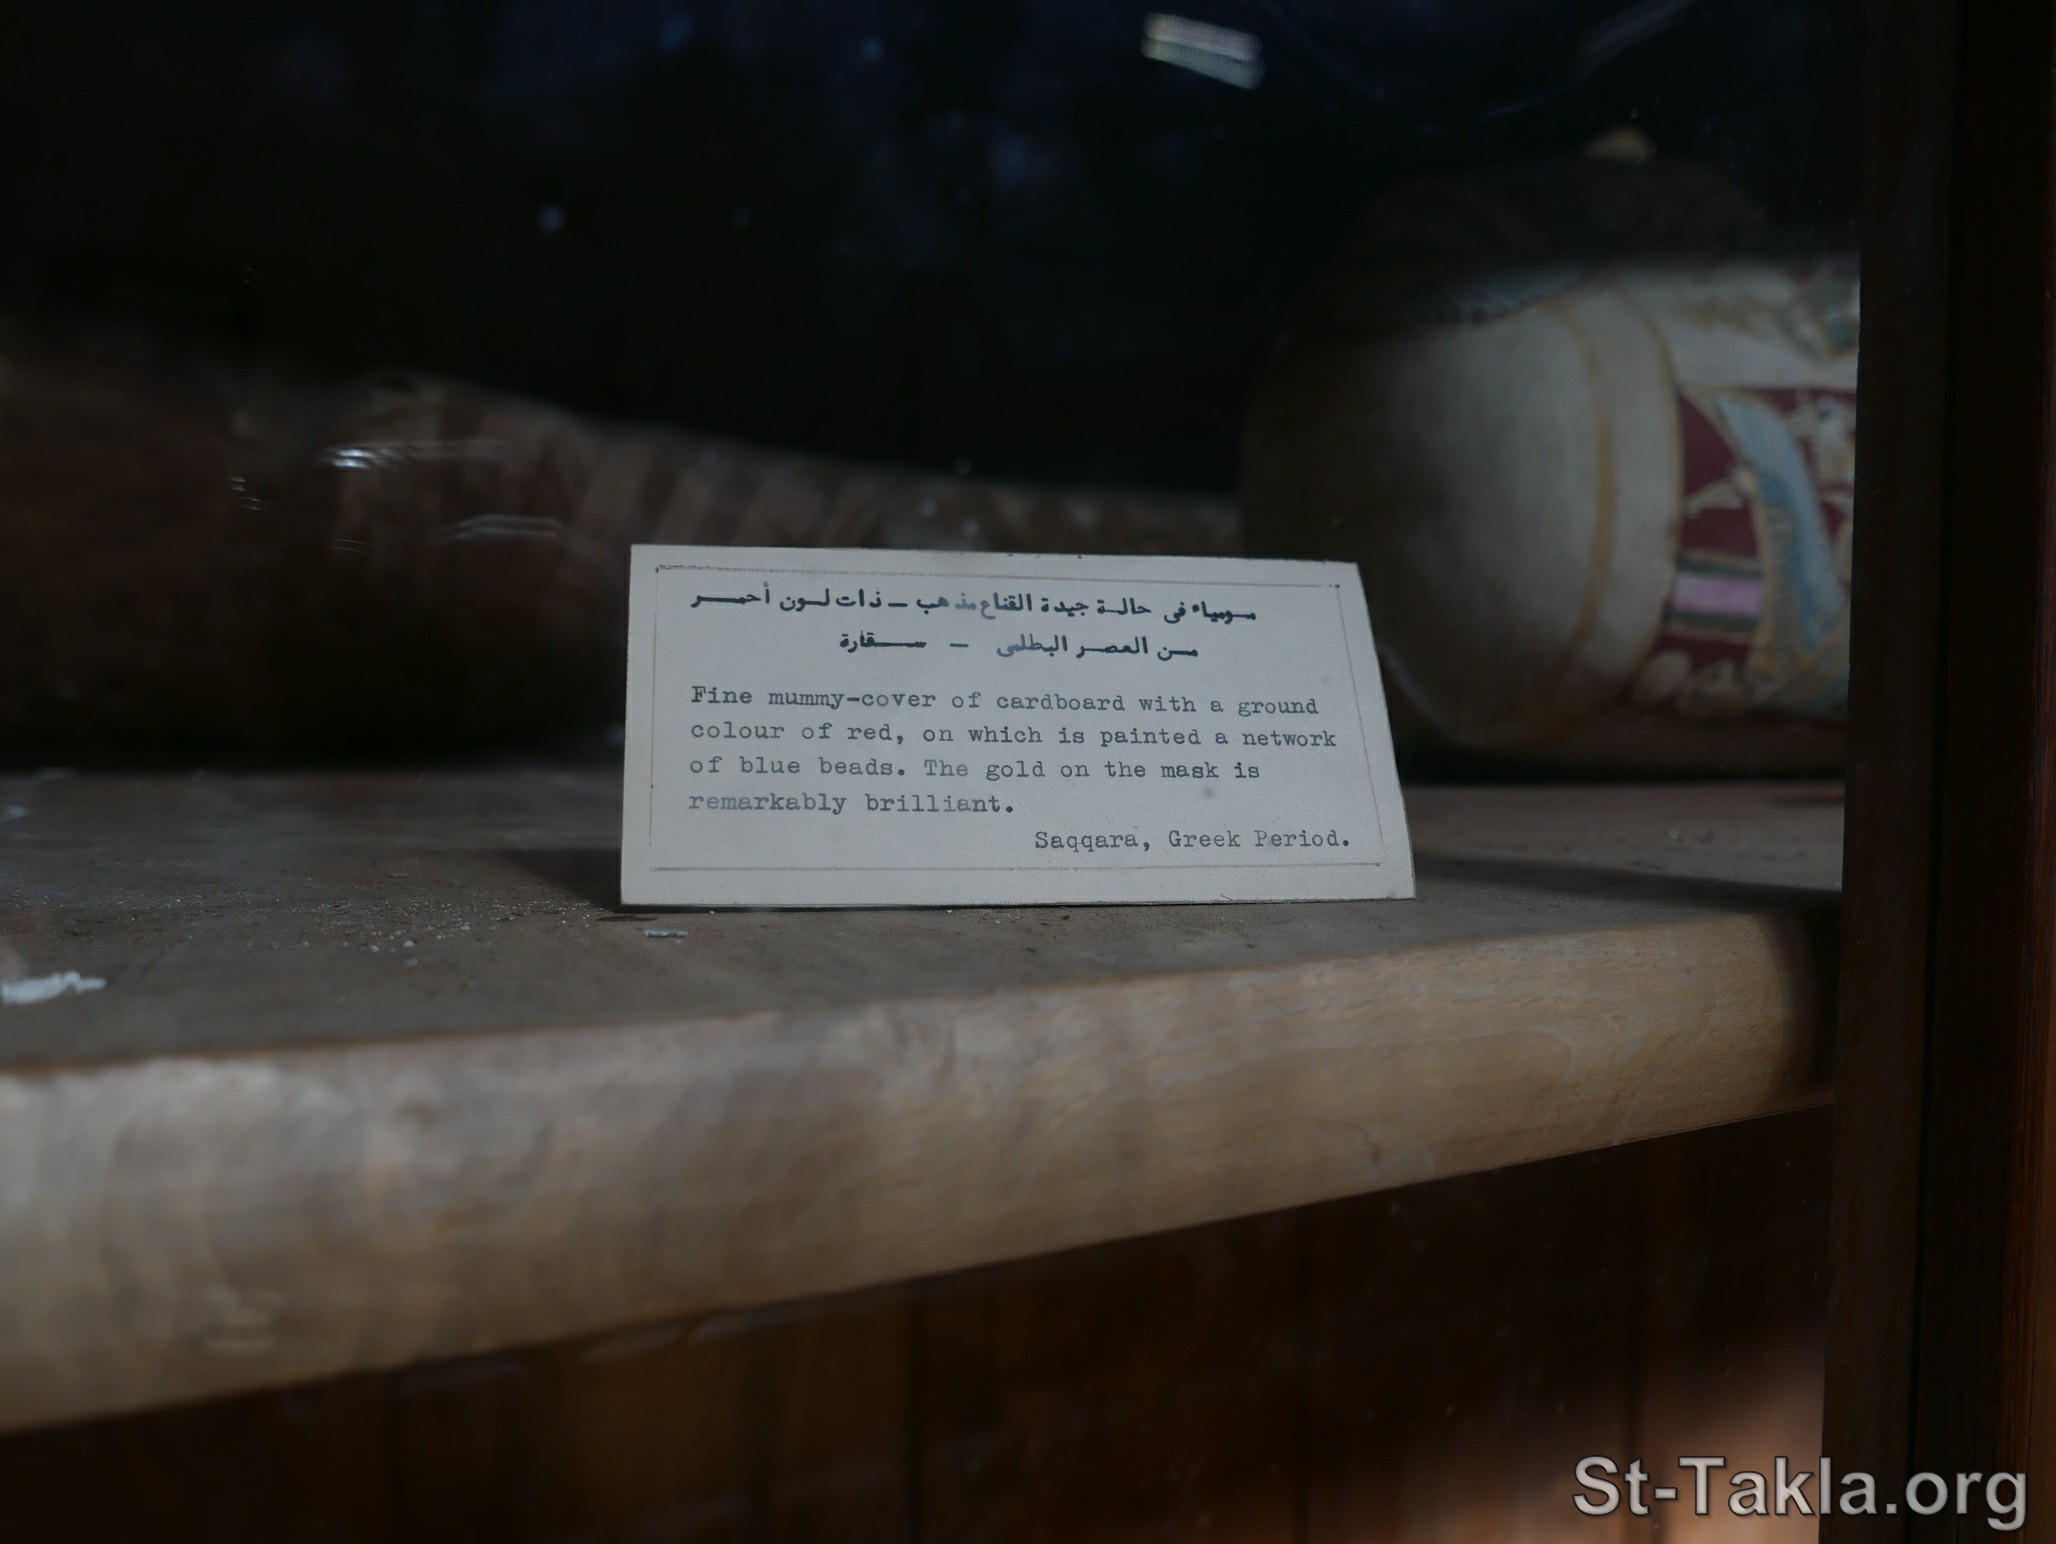 مومياء فى حالة جيدة القناع مذهب - ذات لون أحمر
من العصر البطلمى - سقارة
Fine mummy-cover of cardboard with a ground
colour of red, on which is painted a network
of blue beads. The gold on the mask is
remarkably brilliant.
Saqqara, Greek Period.
St-Takla.org